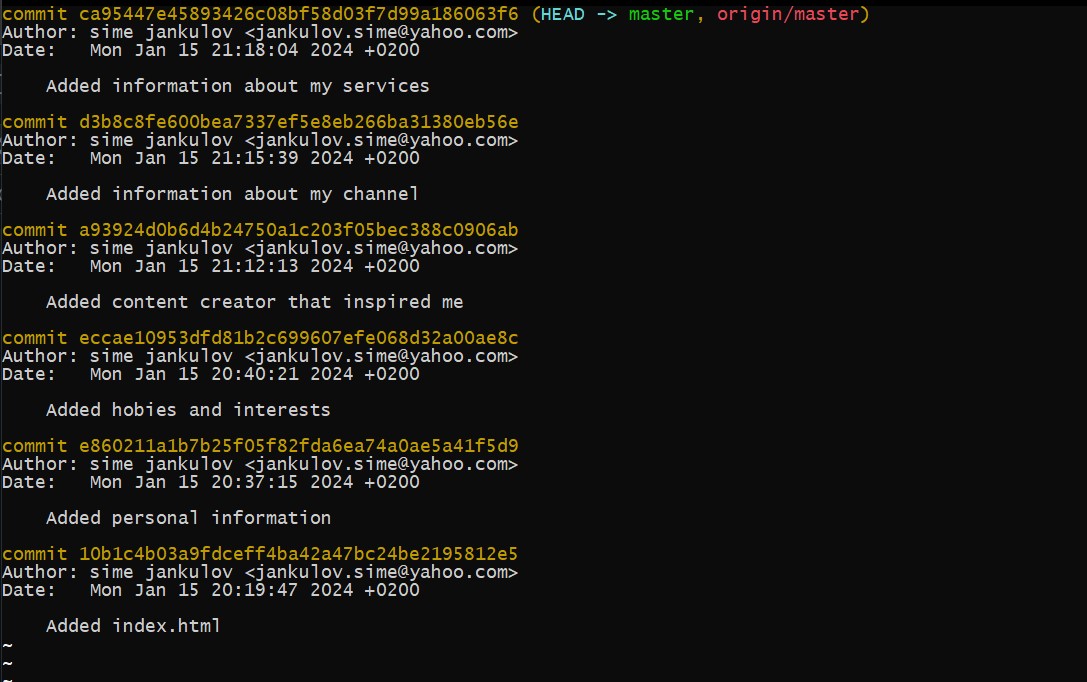 commit ca95447e45893426c08bf58d03f7d99a186063f6 (HEAD -> master, origin/master)
Author: sime jankulov <jankulov.sime@yahoo.com>
Date:   Mon Jan 15 21:18:04 2024 +0200
    Added information about my services
commit d3b8c8fe600bea7337ef5e8eb266ba31380eb56e
Author: sime jankulov <jankulov.sime@yahoo.com>
Date:   Mon Jan 15 21:15:39 2024 +0200
    Added information about my channel
commit a93924d0b6d4b24750a1c203f05bec388c0906ab
Author: sime jankulov <jankulov.sime@yahoo.com>
Date:   Mon Jan 15 21:12:13 2024 +0200
    Added content creator that inspired me
commit eccae10953dfd81b2c699607efe068d32a00ae8c
Author: sime jankulov <jankulov.sime@yahoo.com>
Date:   Mon Jan 15 20:40:21 2024 +0200
    Added hobies and interests
commit e860211a1b7b25f05f82fda6ea74a0ae5a41f5d9
Author: sime jankulov <jankulov.sime@yahoo.com>
Date:   Mon Jan 15 20:37:15 2024 +0200
    Added personal information
commit 10b1c4b03a9fdceff4ba42a47bc24be2195812e5
Author: sime jankulov <jankulov.sime@yahoo.com>
Date:   Mon Jan 15 20:19:47 2024 +0200
    Added index.html
~
~
~